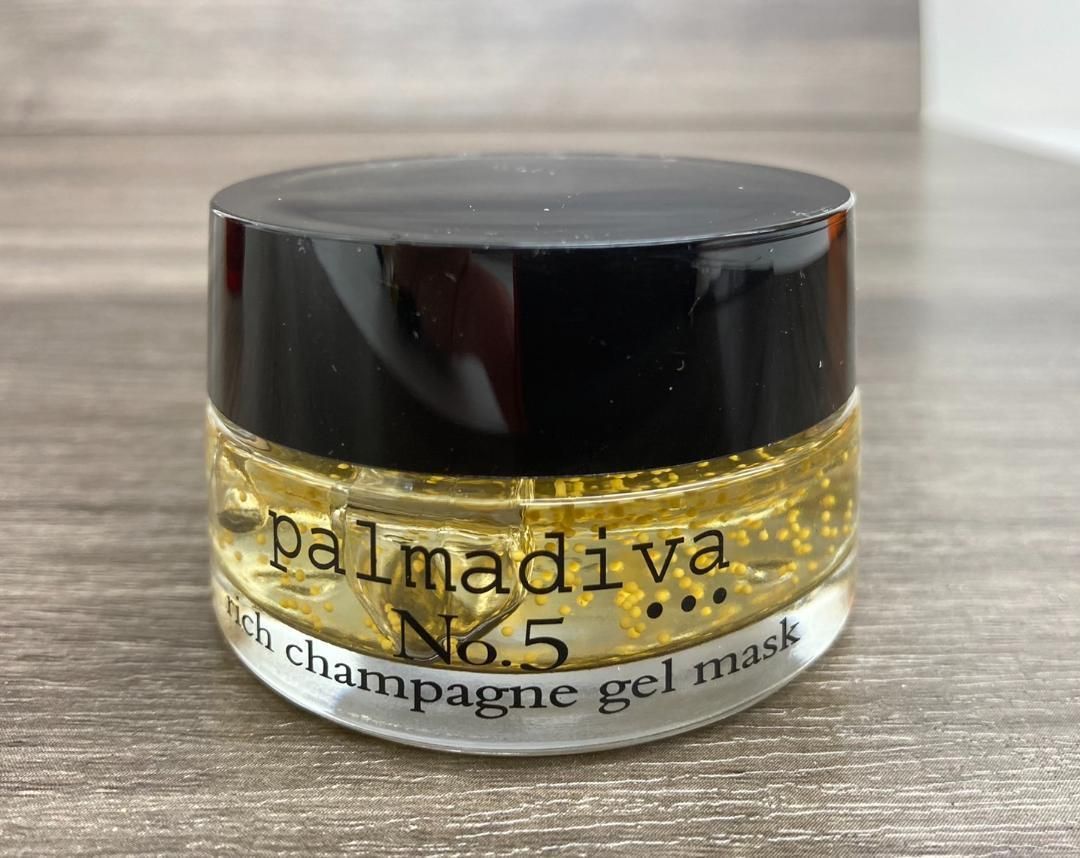 palmadiva
•••
No.5
rich champagne gel mask